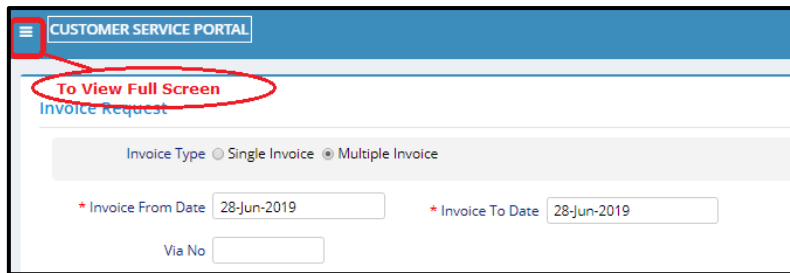 CUSTOMER SERVICE PORTAL
To View Full Screen
Invoice Request
Invoice Type Single Invoice Multiple Invoice
* Invoice From Date 28-Jun-2019 * Invoice To Date 28-Jun-2019
Via No